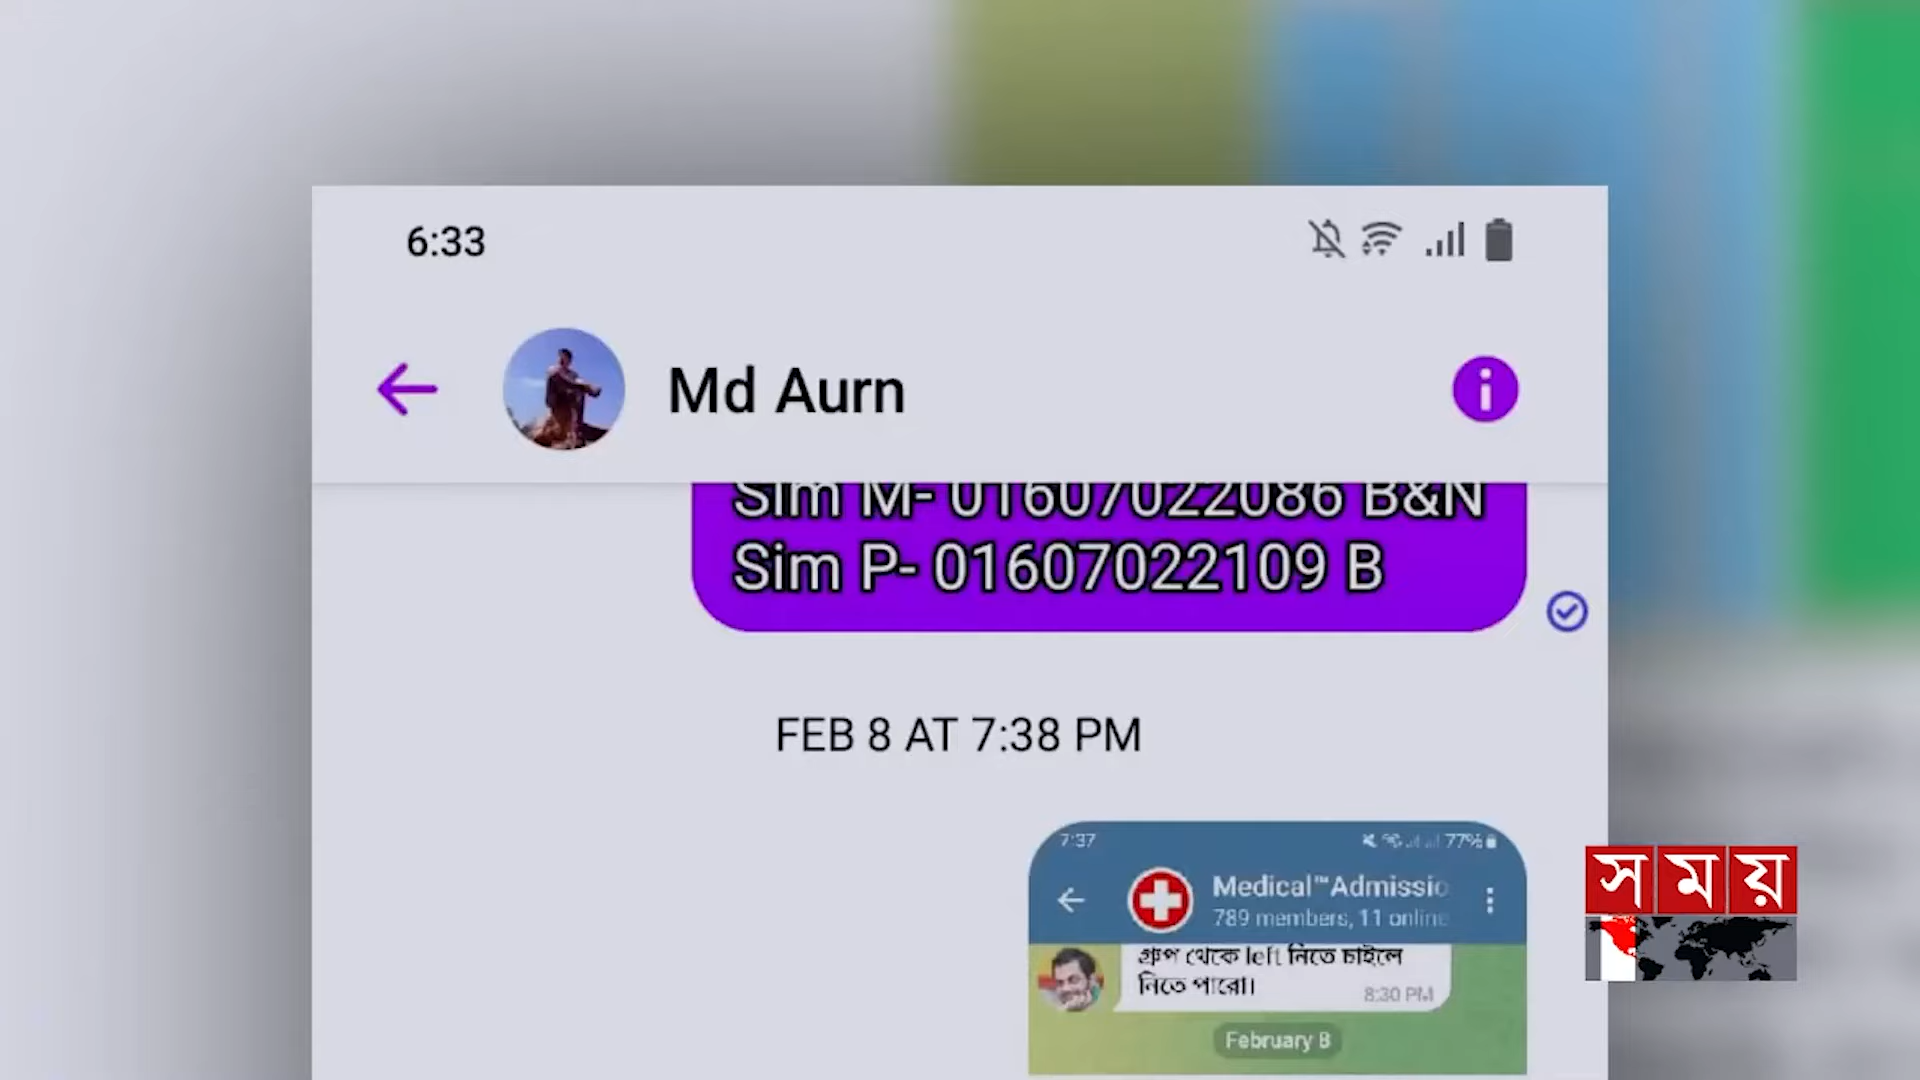 6:33
Md Aurn
Sim M- 01607022086 B&N
Sim P- 01607022109 B
FEB 8 AT 7:38 PM
7:37
77%
Medical™Admissio
789 members, 11 online
গ্রুপ থেকে left নিতে চাইলে
নিতে পারো।
8:30 PM
February 8
সময়